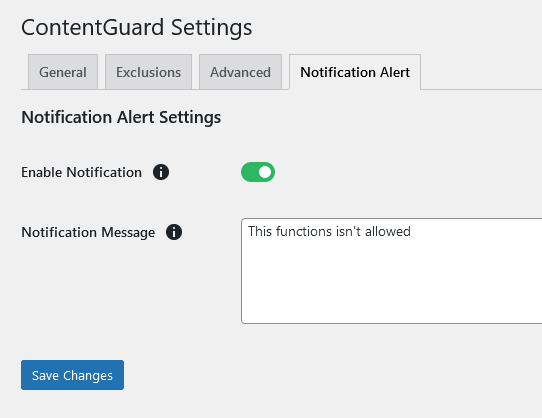 ContentGuard Settings
General Exclusions Advanced Notification Alert
Notification Alert Settings
Enable Notification
Notification Message
This functions isn't allowed
Save Changes